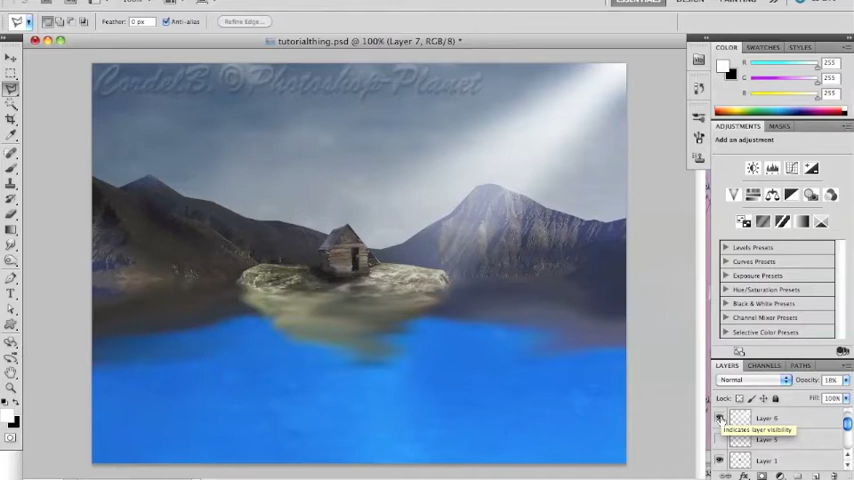 ESSENTIALS DESIGN PAINTING
Feather: 0 px Anti-alias Refine Edge...
tutorialthing.psd @ 100% (Layer 7, RGB/8) *
CordelB. ©Photoshop-Planet
COLOR SWATCHES STYLES
R 255
G 255
B 255
ADJUSTMENTS MASKS
Add an adjustment
Levels Presets
Curves Presets
Exposure Presets
Hue/Saturation Presets
Black & White Presets
Channel Mixer Presets
Selective Color Presets
LAYERS CHANNELS PATHS
Normal Opacity: 18%
Lock: Fill: 100%
Layer 6
Indicates layer visibility
Layer 5
Layer 1